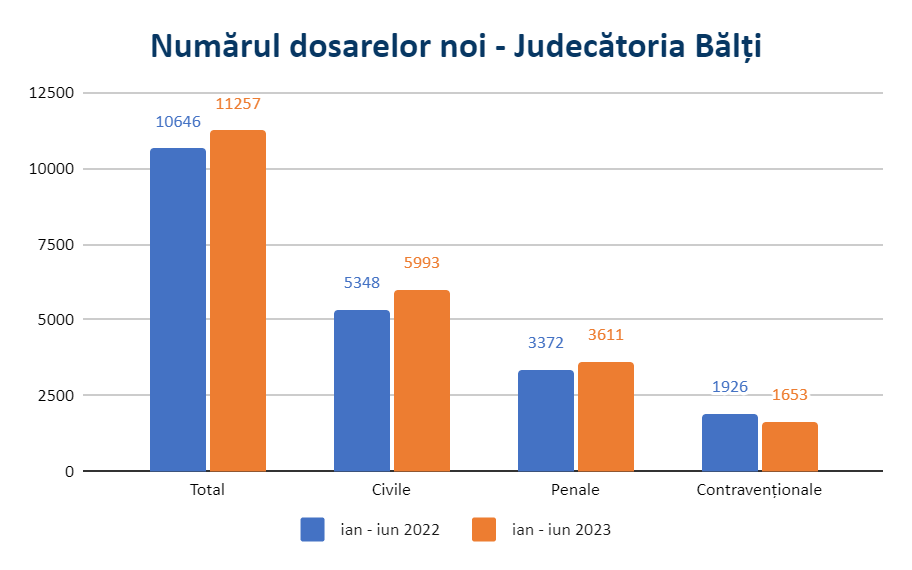 Numărul dosarelor noi - Judecătoria Bălți
12500
10000
7500
5000
2500
0
10646
11257
5348
5993
3372
3611
1926
1653
Total
Civile
Penale
Contravenționale
ian - iun 2022
ian - iun 2023